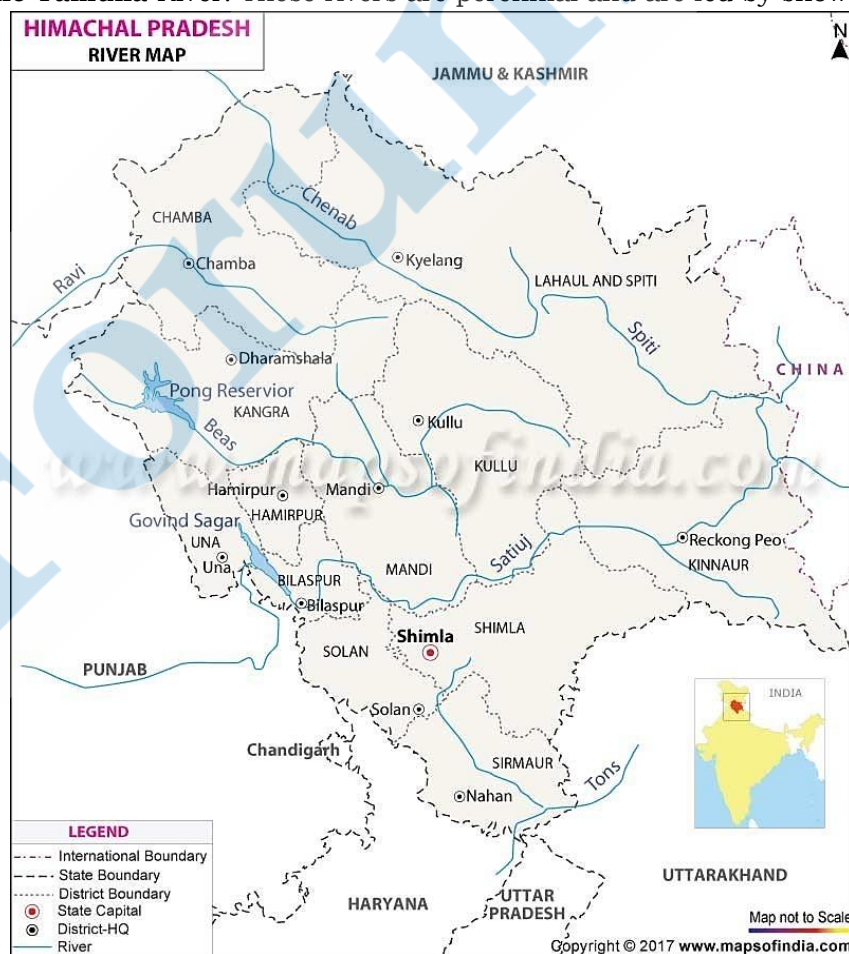 the Yamuna River. These rivers are perennial and are fed by snow
HIMACHAL PRADESH
RIVER MAP
N
JAMMU & KASHMIR
CHAMBA
Chenab
Chamba
Kyelang
Ravi
LAHAUL AND SPITI
Spiti
Dharamshala
CHINA
Pong Reservior
KANGRA
Beas
Kullu
KULLU
www.mapsofindia.com
Hamirpur
Mandi
HAMIRPUR
Govind Sagar
UNA
Una
Satluj
Reckong Peo
KINNAUR
BILASPUR
MANDI
Bilaspur
Shimla
SHIMLA
SOLAN
PUNJAB
INDIA
Solan
Chandigarh
SIRMAUR
Tons
Nahan
LEGEND
International Boundary
State Boundary
District Boundary
State Capital
District-HQ
River
HARYANA
UTTAR
PRADESH
UTTARAKHAND
Map not to Scale
Copyright © 2017 www.mapsofindia.com